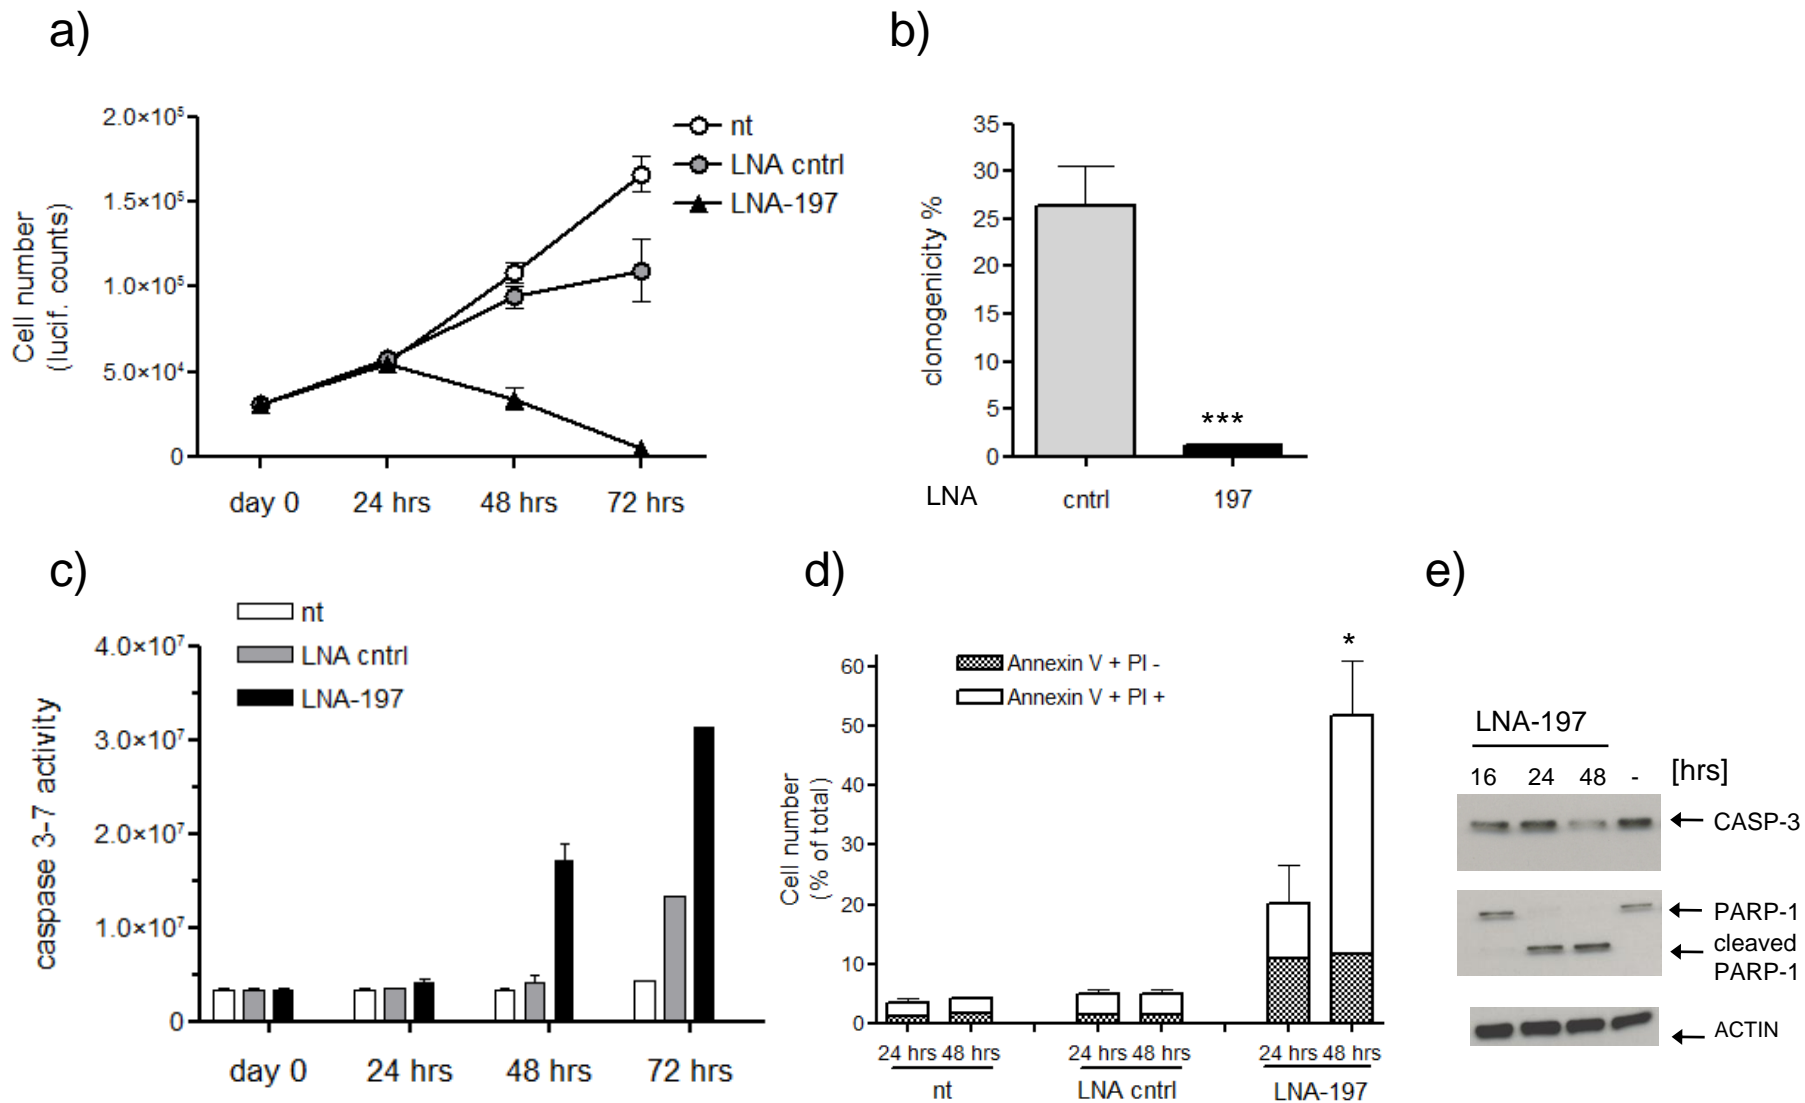 a)
2.0×10⁵
1.5×10⁵
1.0×10⁵
5.0×10⁴
0
Cell number
(lucif. counts)
nt
LNA cntrl
LNA-197
day 0 24 hrs 48 hrs 72 hrs
b)
35
30
25
20
15
10
5
0
clonogenicity %
***
LNA cntrl 197
c)
nt
LNA cntrl
LNA-197
4.0×10⁷
3.0×10⁷
2.0×10⁷
1.0×10⁷
0
caspase 3-7 activity
day 0 24 hrs 48 hrs 72 hrs
d)
Annexin V + PI -
Annexin V + PI +
*
60
50
40
30
20
10
0
Cell number
(% of total)
24 hrs 48 hrs 24 hrs 48 hrs 24 hrs 48 hrs
nt LNA cntrl LNA-197
e)
LNA-197
16 24 48 - [hrs]
CASP-3
PARP-1
cleaved
PARP-1
ACTIN